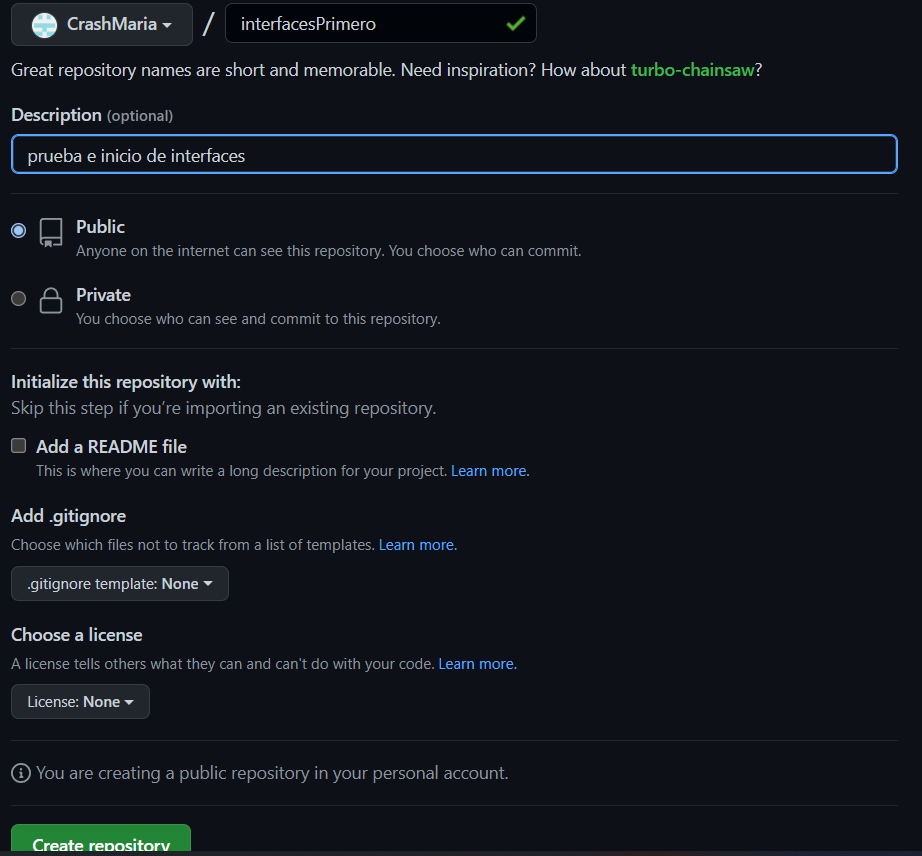 CrashMaria / interfacesPrimero
Great repository names are short and memorable. Need inspiration? How about turbo-chainsaw?
Description (optional)
prueba e inicio de interfaces
Public
Anyone on the internet can see this repository. You choose who can commit.
Private
You choose who can see and commit to this repository.
Initialize this repository with:
Skip this step if you’re importing an existing repository.
Add a README file
This is where you can write a long description for your project. Learn more.
Add .gitignore
Choose which files not to track from a list of templates. Learn more.
.gitignore template: None
Choose a license
A license tells others what they can and can't do with your code. Learn more.
License: None
You are creating a public repository in your personal account.
Create repository